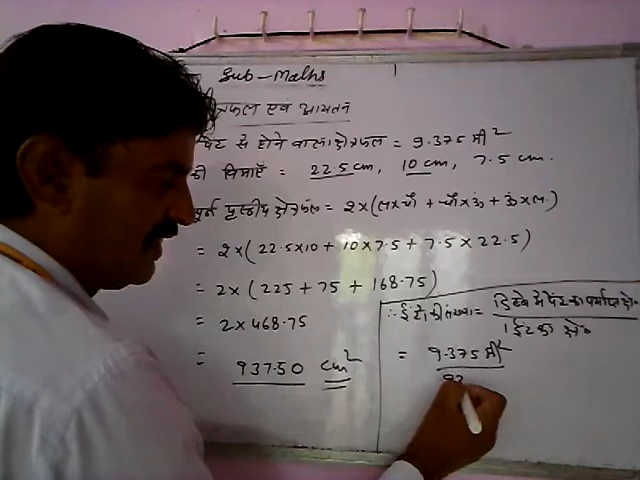 Sub-Maths
त्रफल एवं आयतन
पेंट से होने वाला क्षेत्रफल = 9.375 मी²
की विमाएँ = 22.5 cm, 10 cm, 7.5 cm.
पूर्ण पृष्ठीय क्षेत्रफल = 2×(ल×चौ + चौ×ऊं + ऊं×ल.)
= 2×(22.5×10 + 10×7.5 + 7.5×22.5)
= 2×(225 + 75 + 168.75)
= 2×468.75
= 937.50 cm²
∴ ईंटों की संख्या = डिब्बे में पेंट का पर्याप्त क्षे०
1 ईंट का क्षे०
= 9.375 मी²
93